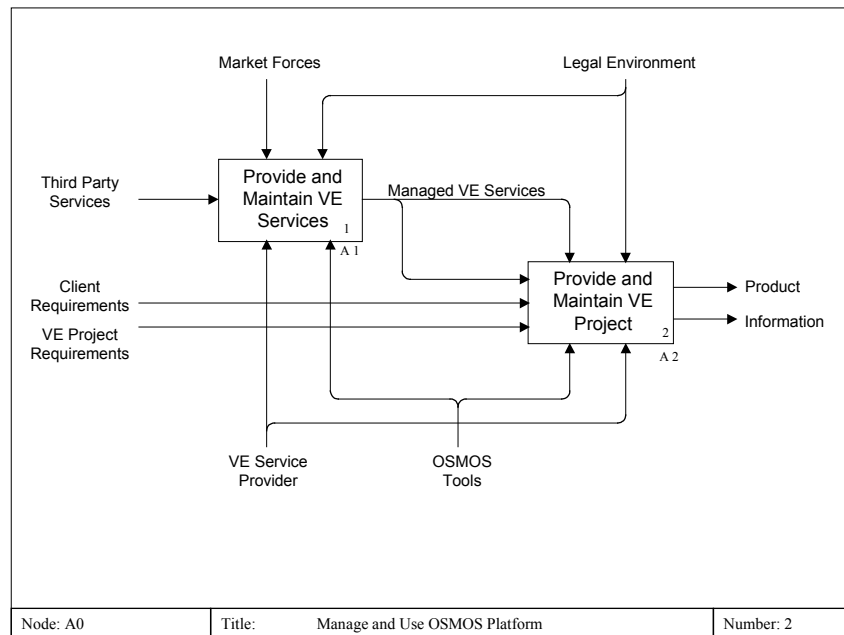 Market Forces
Legal Environment
Provide and
Maintain VE
Services
1
A 1
Third Party
Services
Managed VE Services
Provide and
Maintain VE
Project
2
A 2
Client
Requirements
VE Project
Requirements
Product
Information
VE Service
Provider
OSMOS
Tools
Node: A0
Title: Manage and Use OSMOS Platform
Number: 2